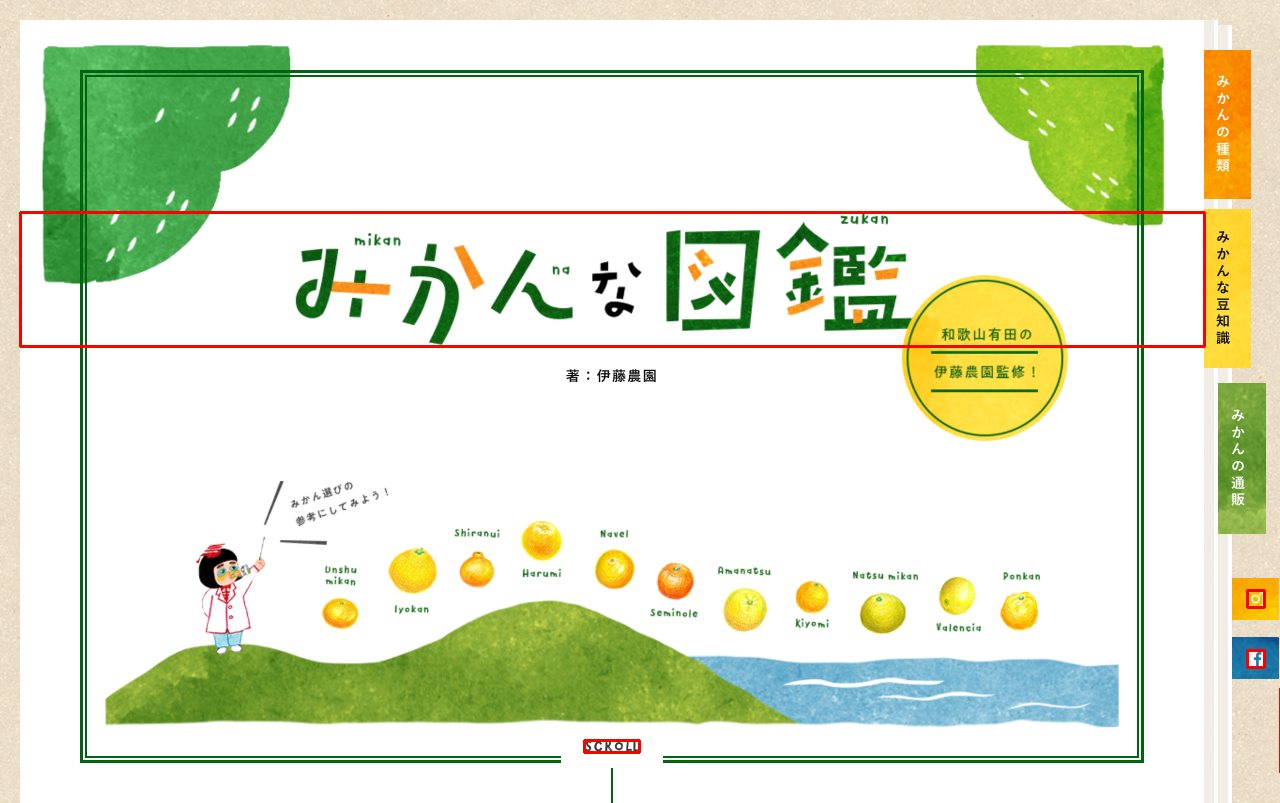 mikan
na
zukan
みかんな図鑑
和歌山有田の
伊藤農園監修！
著：伊藤農園
みかん選びの
参考にしてみよう！
Unshu
mikan
Iyokan
Shiranui
Harumi
Navel
Seminole
Amanatsu
Kiyomi
Natsu mikan
Valencia
Ponkan
SCROLL
みかんの種類
みかんな豆知識
みかんの通販